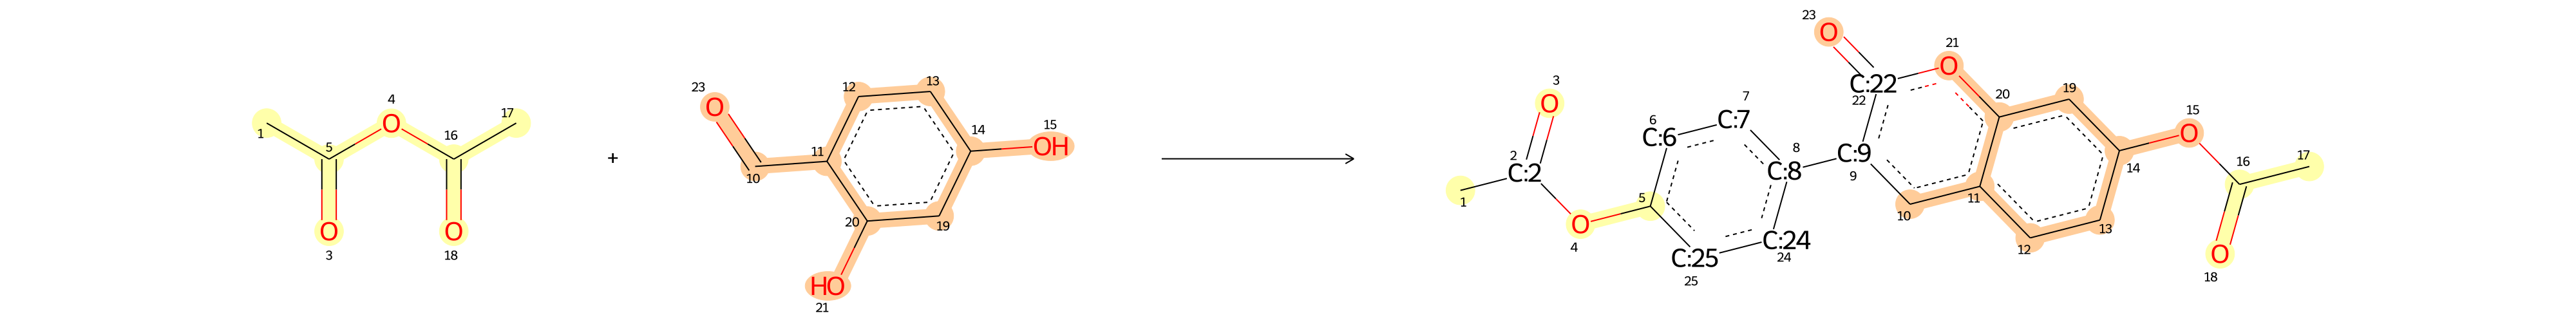 23 O 21
O C:22
3 22 20 19
O 7 O 15
23 12 13 6 C:7 C:9 O
O 4 17 14 15 C:6 8 9 14 16 17
O 16 11 OH 2 C:8 11
1 5 + 10 C:2 5 10 13
20 19 1 O C:24 12 O
O O 4 C:25 24 18
3 18 HO 25
21